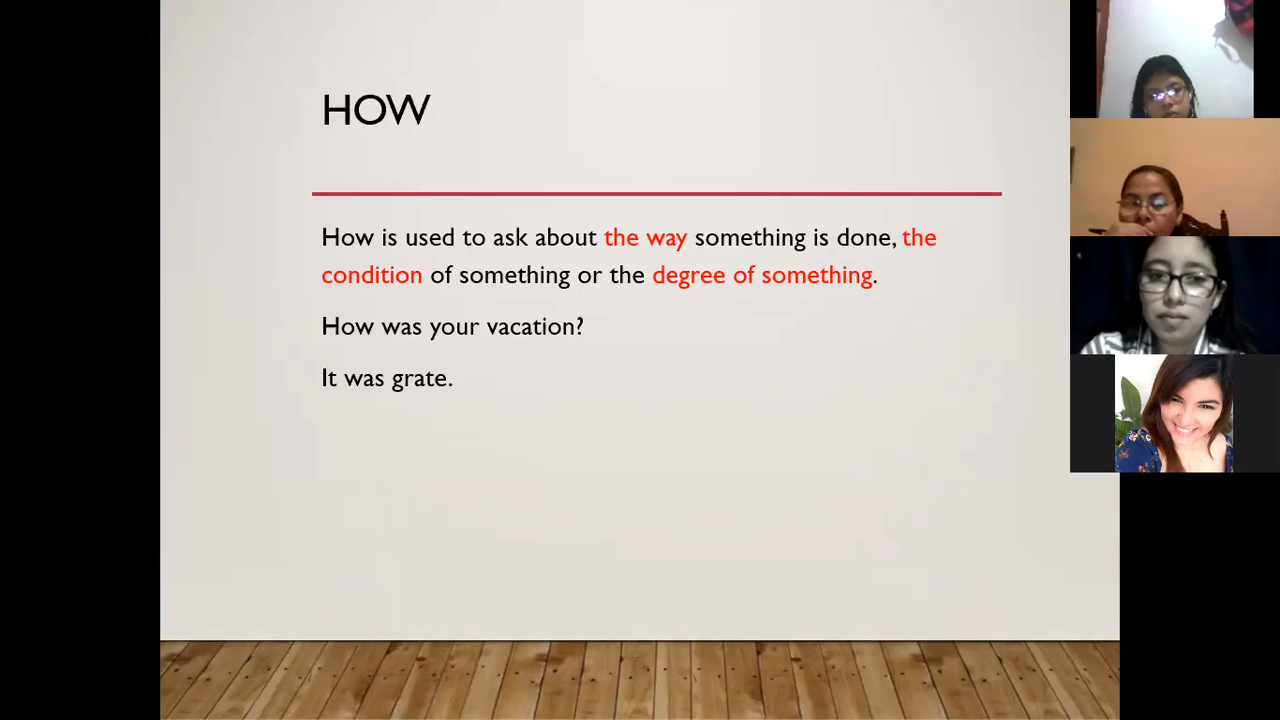 HOW
How is used to ask about the way something is done, the
condition of something or the degree of something.
How was your vacation?
It was grate.